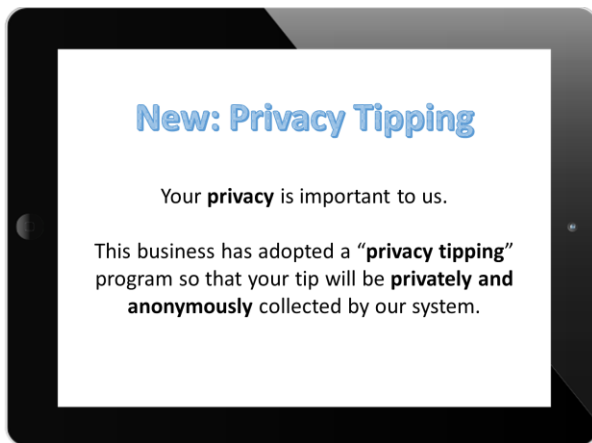 New: Privacy Tipping
Your privacy is important to us.
This business has adopted a “privacy tipping”
program so that your tip will be privately and
anonymously collected by our system.